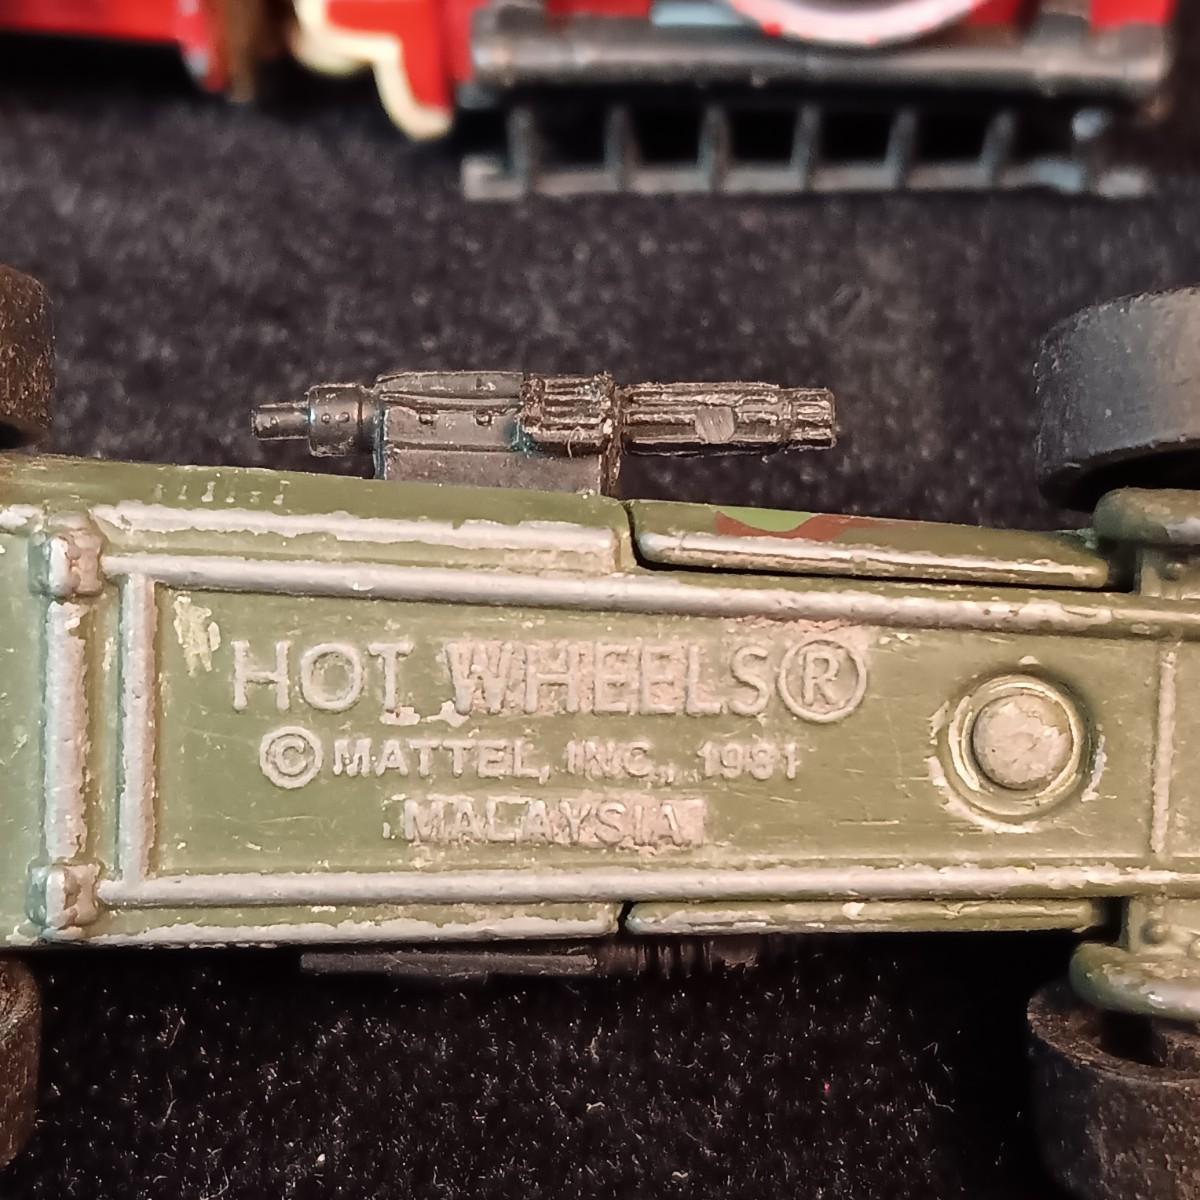 HOT WHEELS®
© MATTEL, INC., 1981
MALAYSIA